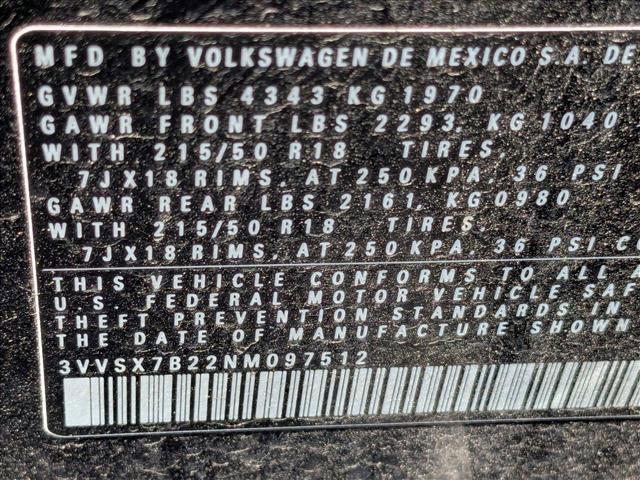 MFD BY VOLKSWAGEN DE MEXICO S.A. DE
GVWR LBS 4343 KG 1970
GAWR FRONT LBS 2293, KG 1040
WITH 215/50 R18 TIRES,
7JX18 RIMS, AT 250 KPA, 36 PSI
GAWR REAR LBS 2161, KG0980
WITH 215/50 R18 TIRES,
7JX18 RIMS, AT 250 KPA, 36 PSI C
THIS VEHICLE CONFORMS TO ALL
U.S. FEDERAL MOTOR VEHICLE SAF
THEFT PREVENTION STANDARDS IN
THE DATE OF MANUFACTURE SHOWN
3VVSX7B22NM097512